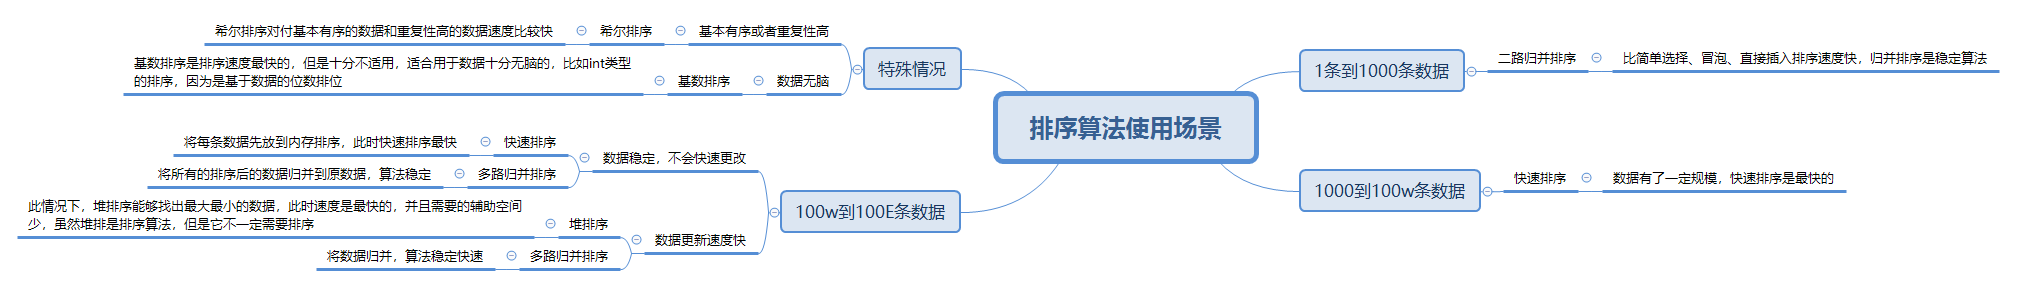 排序算法使用场景
1条到1000条数据
二路归并排序
比简单选择、冒泡、直接插入排序速度快，归并排序是稳定算法
1000到100w条数据
快速排序
数据有了一定规模，快速排序是最快的
特殊情况
基本有序或者重复性高
希尔排序
希尔排序对付基本有序的数据和重复性高的数据速度比较快
数据无脑
基数排序
基数排序是排序速度最快的，但是十分不适用，适合用于数据十分无脑的，比如int类型
的排序，因为是基于数据的位数排位
100w到100E条数据
数据稳定，不会快速更改
快速排序
将每条数据先放到内存排序，此时快速排序最快
多路归并排序
将所有的排序后的数据归并到原数据，算法稳定
数据更新速度快
堆排序
此情况下，堆排序能够找出最大最小的数据，此时速度是最快的，并且需要的辅助空间
少，虽然堆排是排序算法，但是它不一定需要排序
多路归并排序
将数据归并，算法稳定快速